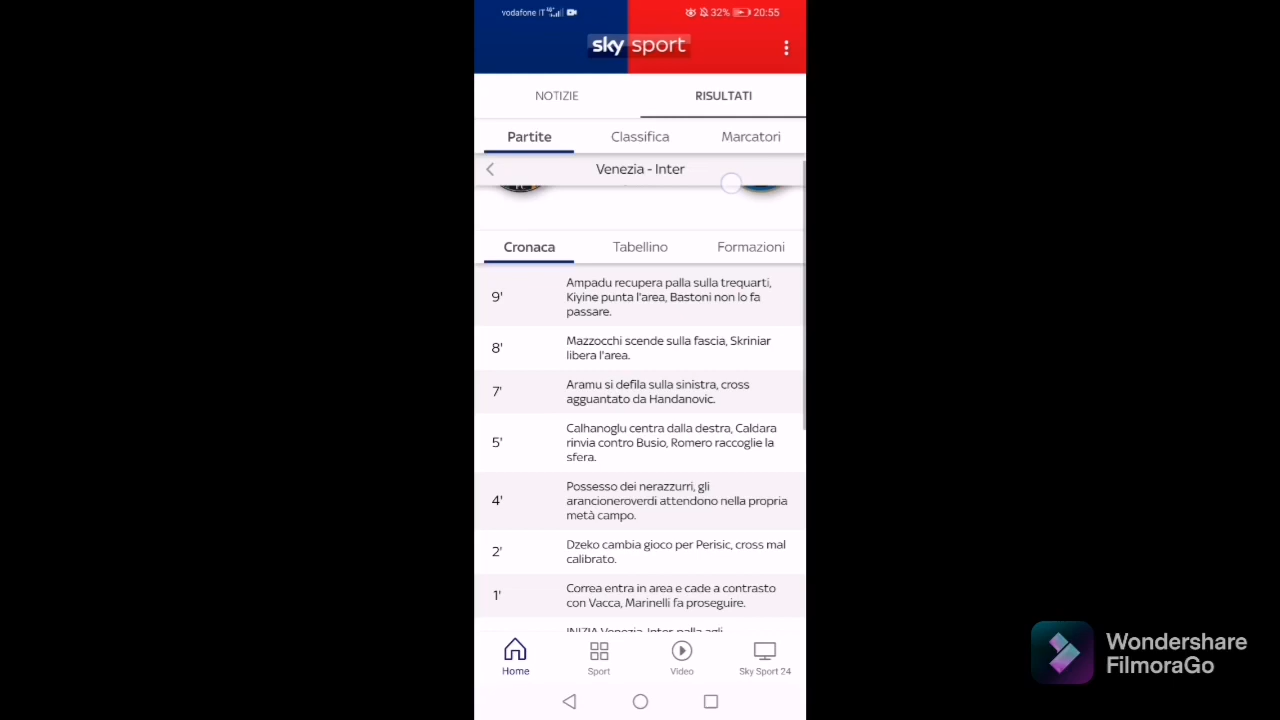 vodafone IT 32% 20:55
sky sport
NOTIZIE RISULTATI
Partite Classifica Marcatori
Venezia - Inter
Cronaca Tabellino Formazioni
9' Ampadu recupera palla sulla trequarti,
Kiyine punta l'area, Bastoni non lo fa
passare.
8' Mazzocchi scende sulla fascia, Skriniar
libera l'area.
7' Aramu si defila sulla sinistra, cross
agguantato da Handanovic.
5' Calhanoglu centra dalla destra, Caldara
rinvia contro Busio, Romero raccoglie la
sfera.
4' Possesso dei nerazzurri, gli
arancioneroverdi attendono nella propria
metà campo.
2' Dzeko cambia gioco per Perisic, cross mal
calibrato.
1' Correa entra in area e cade a contrasto
con Vacca, Marinelli fa proseguire.
INIZIA Venezia-Inter, palla agli
Home Sport Video Sky Sport 24
Wondershare
FilmoraGo